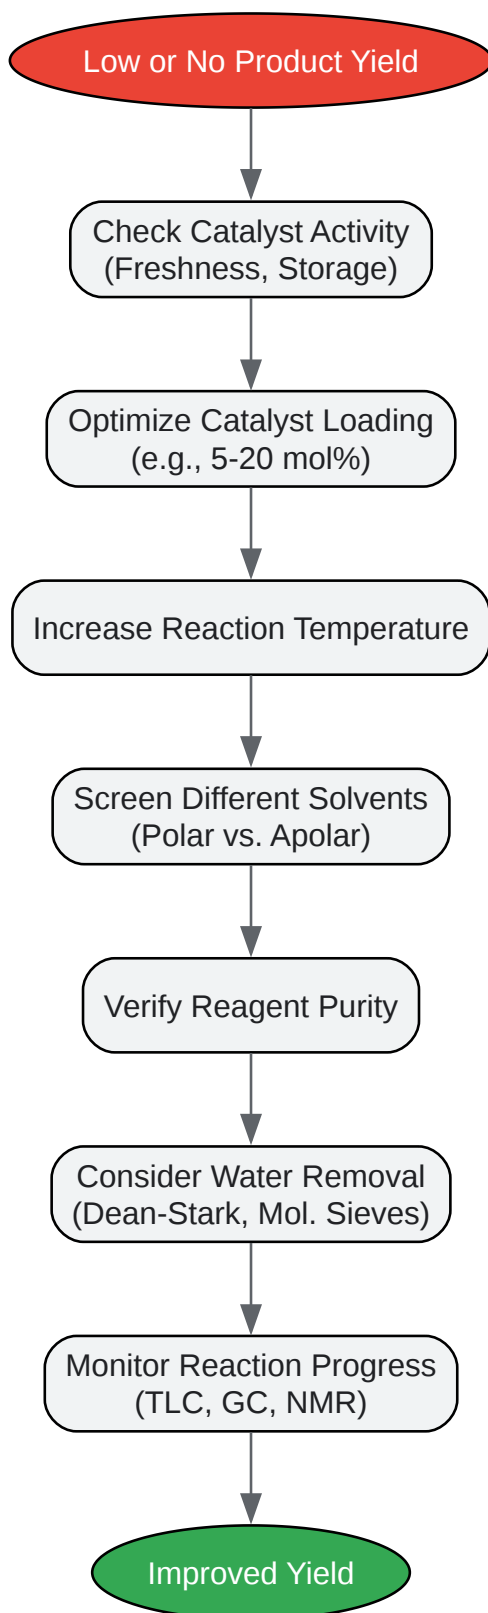 Low or No Product Yield
Check Catalyst Activity
(Freshness, Storage)
Optimize Catalyst Loading
(e.g., 5-20 mol%)
Increase Reaction Temperature
Screen Different Solvents
(Polar vs. Apolar)
Verify Reagent Purity
Consider Water Removal
(Dean-Stark, Mol. Sieves)
Monitor Reaction Progress
(TLC, GC, NMR)
Improved Yield